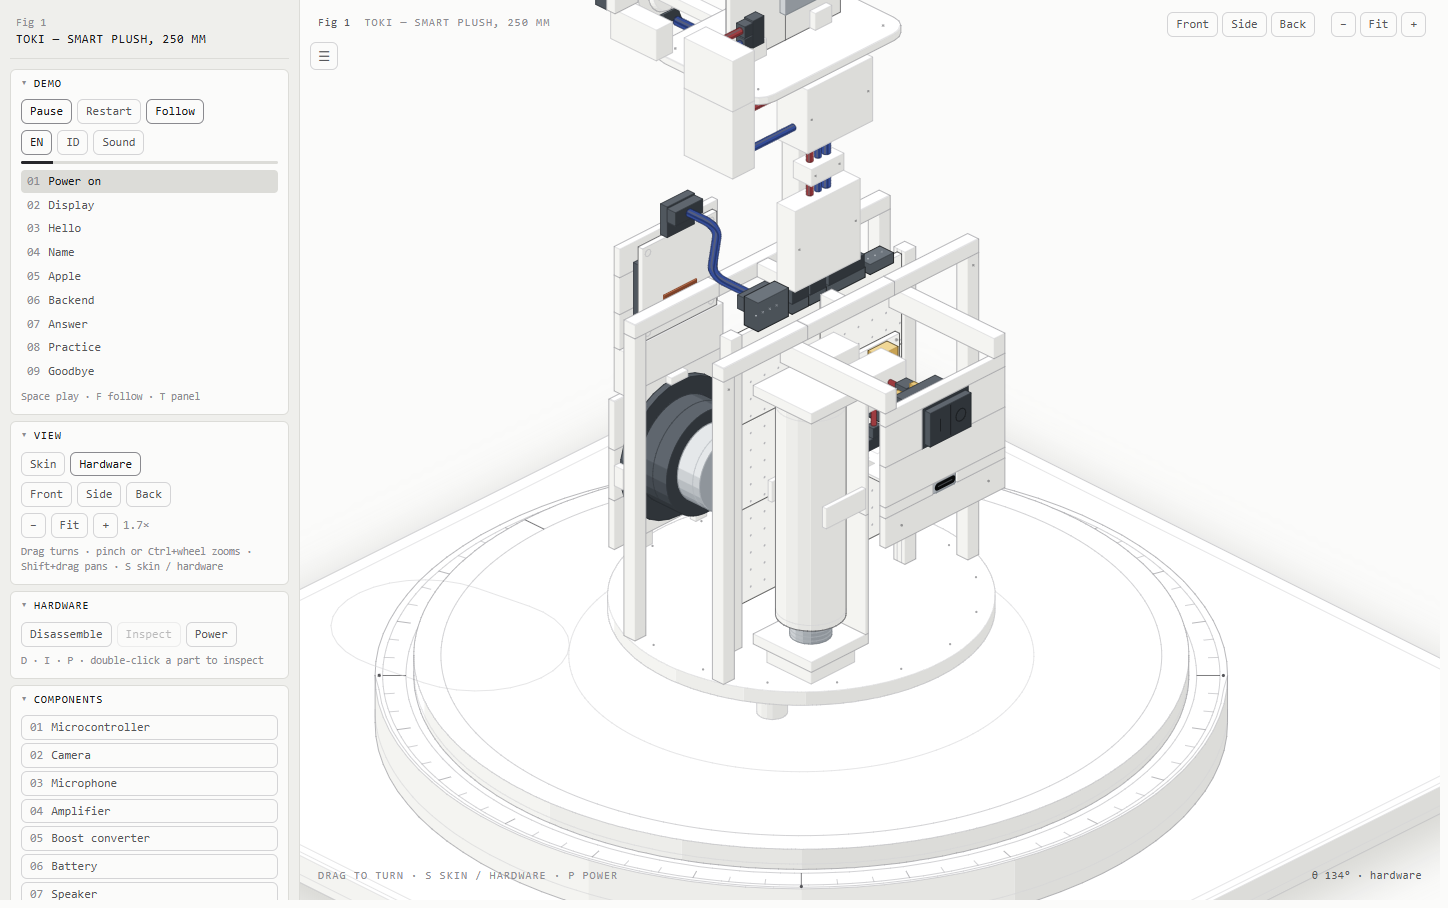 Fig 1
TOKI — SMART PLUSH, 250 MM
▾ DEMO
Pause Restart Follow
EN ID Sound
01 Power on
02 Display
03 Hello
04 Name
05 Apple
06 Backend
07 Answer
08 Practice
09 Goodbye
Space play · F follow · T panel
▾ VIEW
Skin Hardware
Front Side Back
− Fit + 1.7×
Drag turns · pinch or Ctrl+wheel zooms ·
Shift+drag pans · S skin / hardware
▾ HARDWARE
Disassemble Inspect Power
D · I · P · double-click a part to inspect
▾ COMPONENTS
01 Microcontroller
02 Camera
03 Microphone
04 Amplifier
05 Boost converter
06 Battery
07 Speaker
Fig 1 TOKI — SMART PLUSH, 250 MM
☰
Front Side Back − Fit +
DRAG TO TURN · S SKIN / HARDWARE · P POWER
θ 134° · hardware